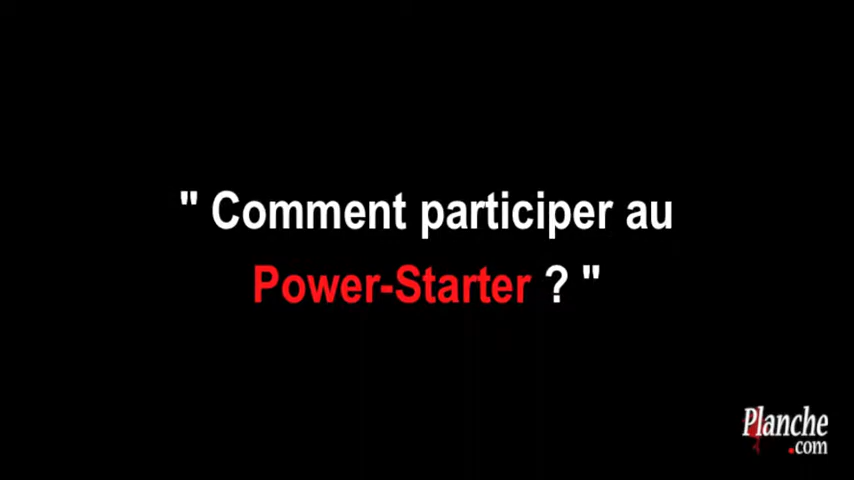 " Comment participer au
Power-Starter ? "
Planche
.com